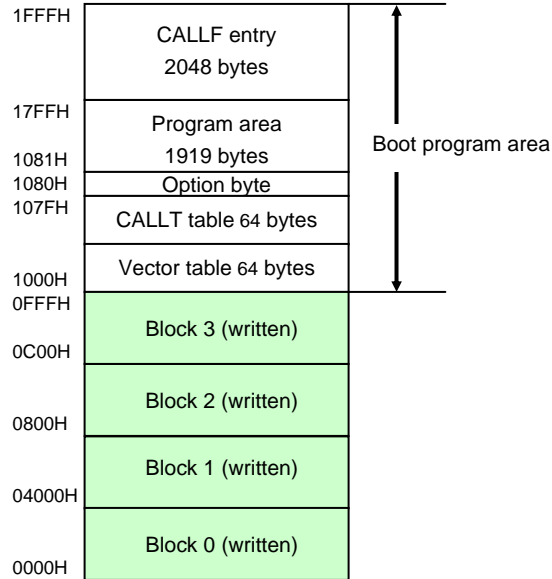 1FFFH
CALLF entry
2048 bytes
17FFH
Program area
1919 bytes
Boot program area
1081H
1080H
Option byte
107FH
CALLT table 64 bytes
Vector table 64 bytes
1000H
0FFFH
Block 3 (written)
0C00H
Block 2 (written)
0800H
Block 1 (written)
04000H
Block 0 (written)
0000H